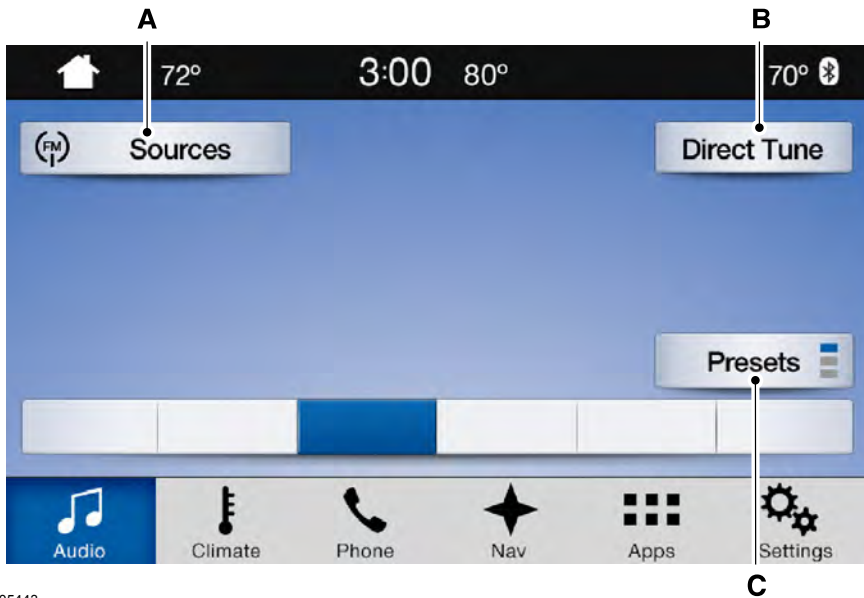 A B
72° 3:00 80° 70°
FM Sources Direct Tune
Presets
Audio Climate Phone Nav Apps Settings
C